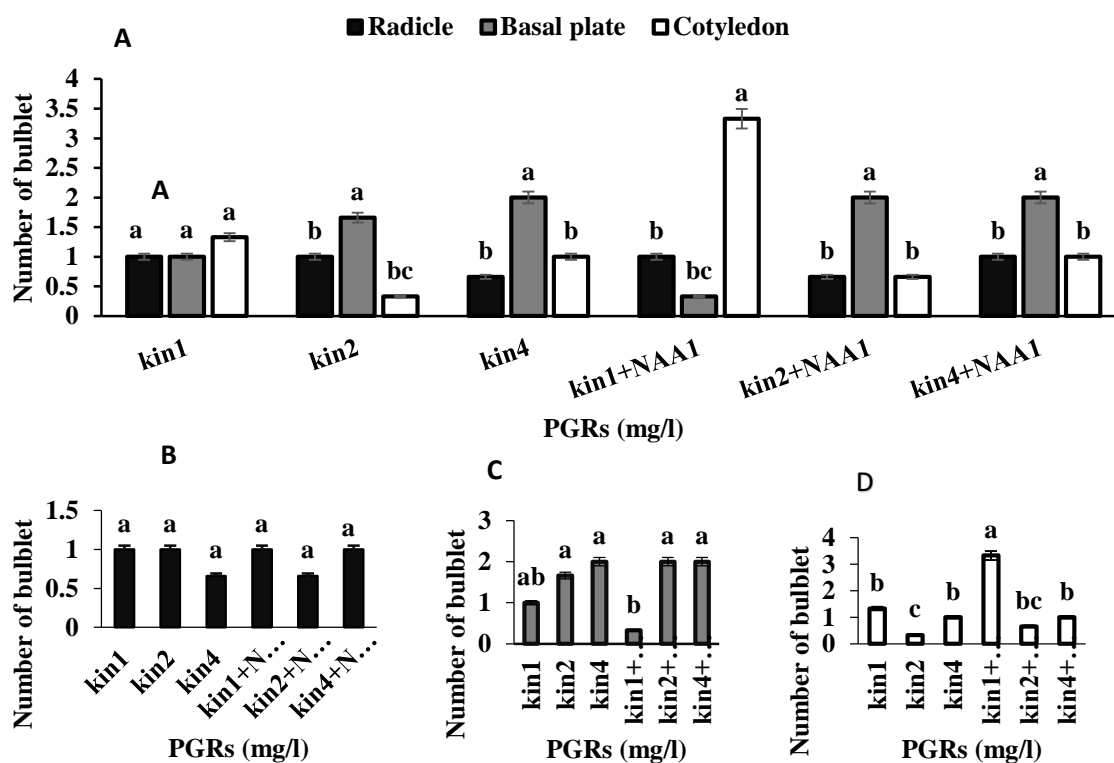 Radicle Basal plate Cotyledon
A
Number of bulblet
4
3.5
3
2.5
2
1.5
1
0.5
0
A
a a a
b a bc
b a b
b bc a
b a b
b a b
kin1 kin2 kin4 kin1+NAA1 kin2+NAA1 kin4+NAA1
PGRs (mg/l)
B
Number of bulblet
1.5
1
0.5
0
a a a a a a
kin1 kin2 kin4 kin1+N... kin2+N... kin4+N...
PGRs (mg/l)
C
Number of bulblet
3
2
1
0
ab a a b a a
kin1 kin2 kin4 kin1+... kin2+... kin4+...
PGRs (mg/l)
D
Number of bulblet
4
3
2
1
0
b c b a bc b
kin1 kin2 kin4 kin1+... kin2+... kin4+...
PGRs (mg/l)